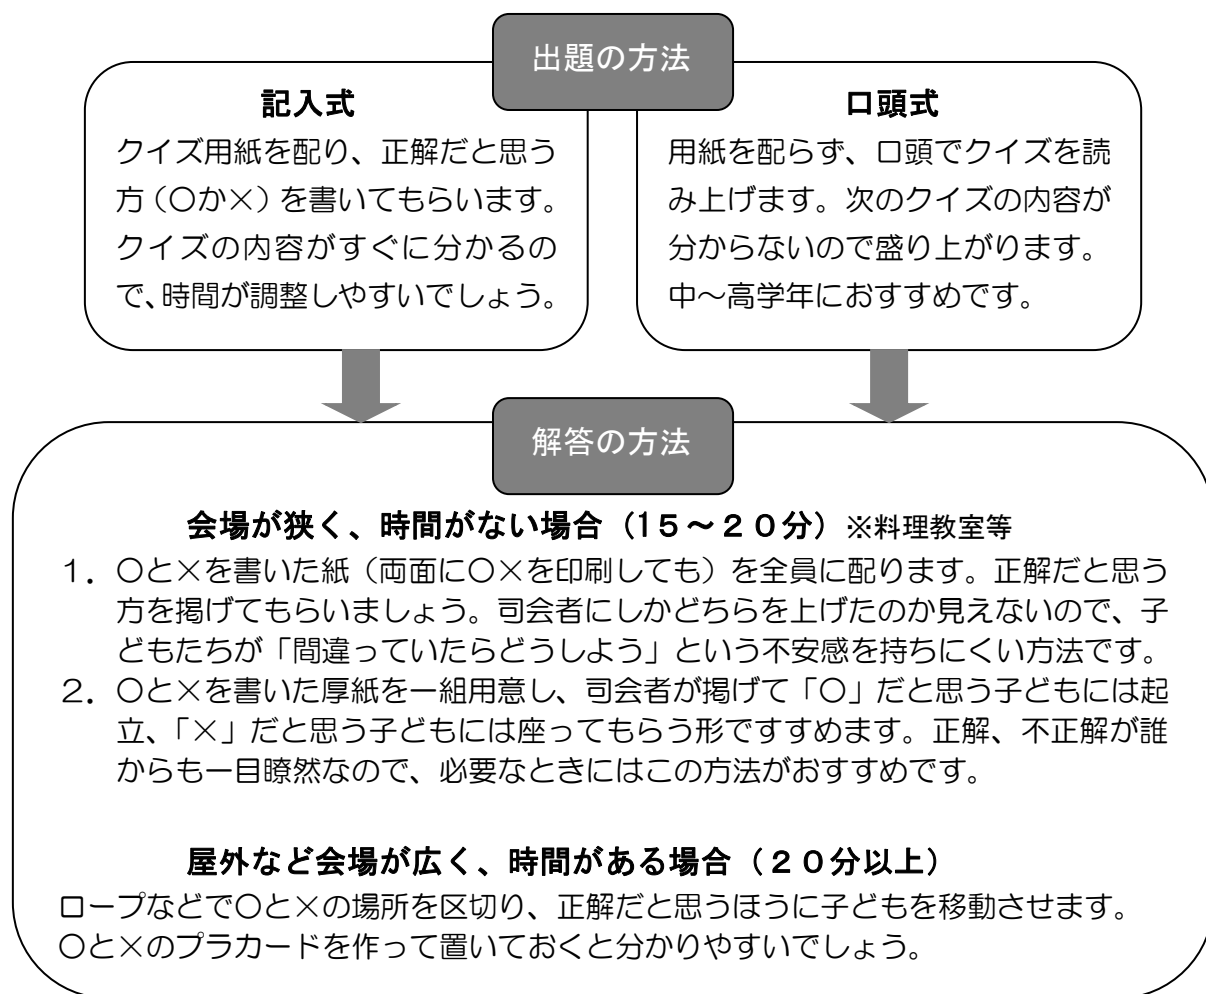 出題の方法
記入式
クイズ用紙を配り、正解だと思う
方（〇か×）を書いてもらいます。
クイズの内容がすぐに分かるの
で、時間が調整しやすいでしょう。
口頭式
用紙を配らず、口頭でクイズを読
み上げます。次のクイズの内容が
分からないので盛り上がります。
中～高学年におすすめです。
解答の方法
会場が狭く、時間がない場合（1５～２０分）※料理教室等
１．〇と×を書いた紙（両面に〇×を印刷しても）を全員に配ります。正解だと思う
方を掲げてもらいましょう。司会者にしかどちらを上げたのか見えないので、子
どもたちが「間違っていたらどうしよう」という不安感を持ちにくい方法です。
２．〇と×を書いた厚紙を一組用意し、司会者が掲げて「〇」だと思う子どもには起
立、「×」だと思う子どもには座ってもらう形ですすめます。正解、不正解が誰
からも一目瞭然なので、必要なときにはこの方法がおすすめです。
屋外など会場が広く、時間がある場合（２０分以上）
ロープなどで〇と×の場所を区切り、正解だと思うほうに子どもを移動させます。
〇と×のプラカードを作って置いておくと分かりやすいでしょう。